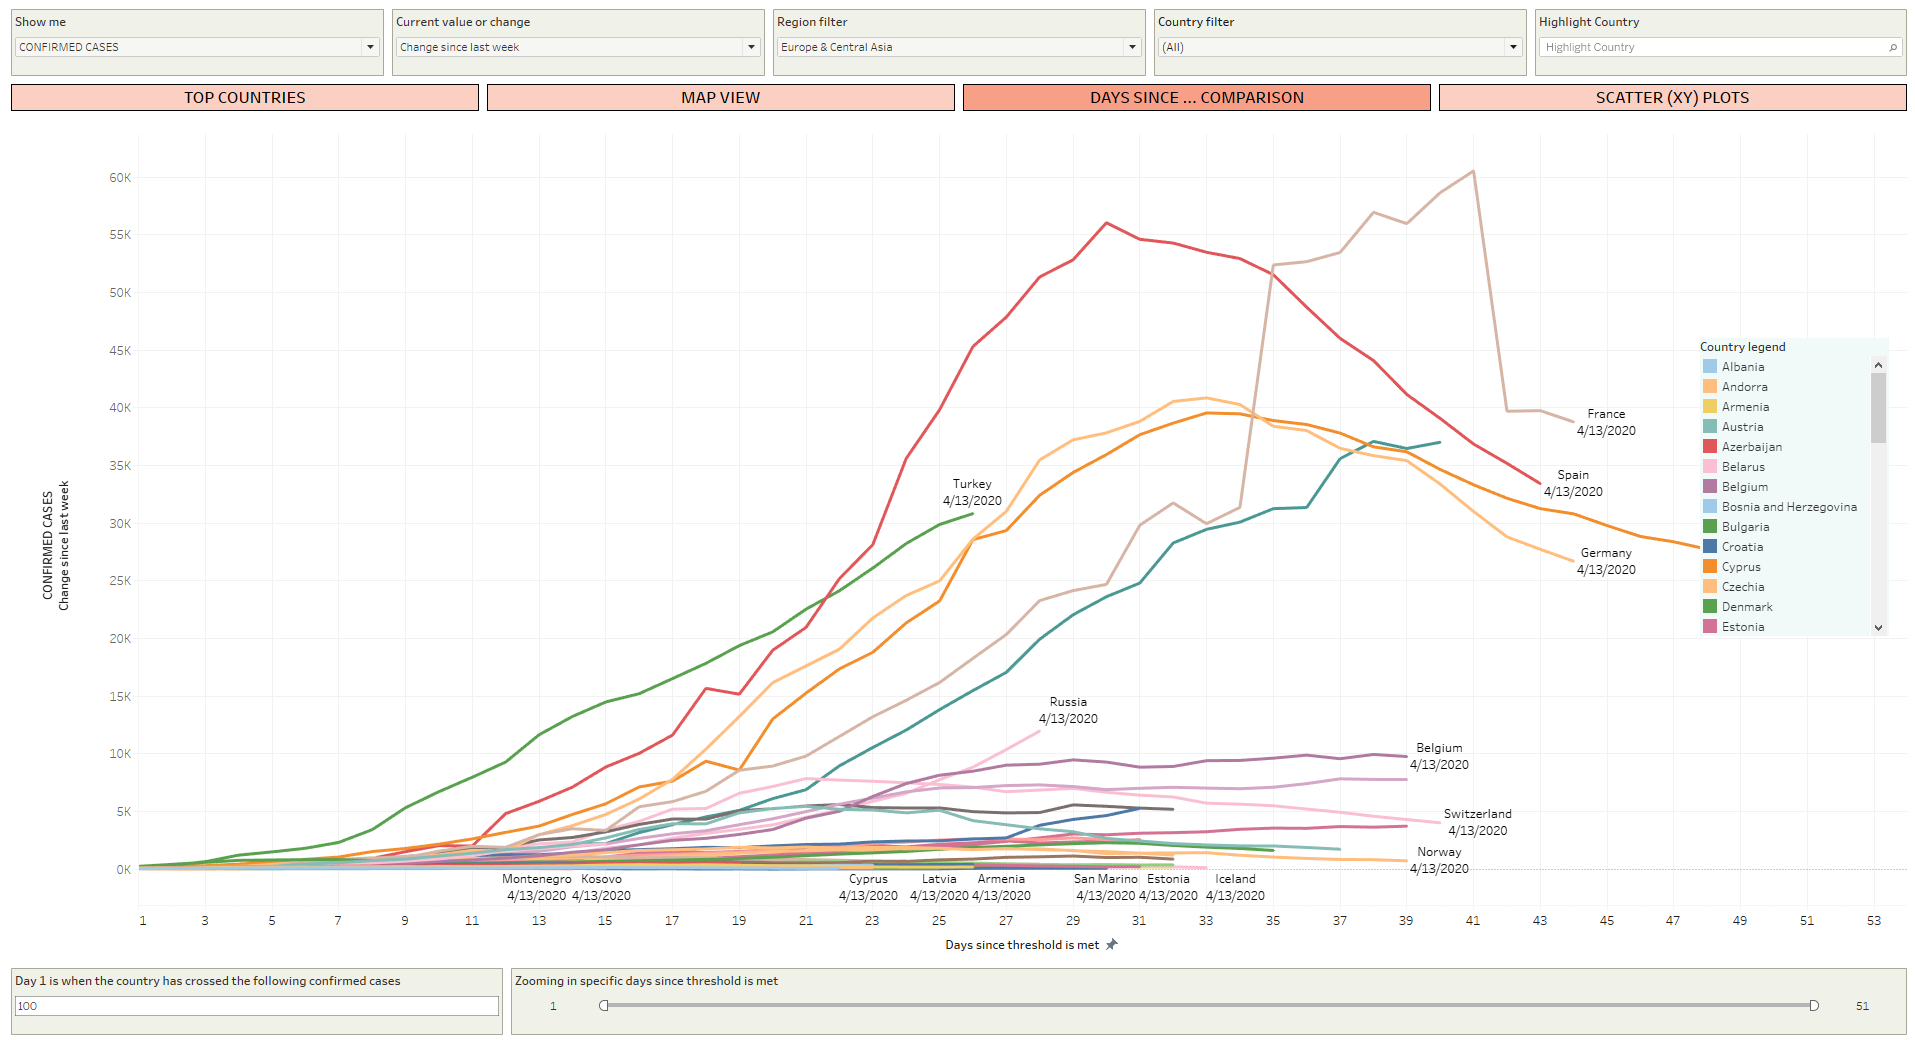 Show me
CONFIRMED CASES
Current value or change
Change since last week
Region filter
Europe & Central Asia
Country filter
(All)
Highlight Country
Highlight Country
TOP COUNTRIES
MAP VIEW
DAYS SINCE ... COMPARISON
SCATTER (XY) PLOTS
CONFIRMED CASES
Change since last week
60K
55K
50K
45K
40K
35K
30K
25K
20K
15K
10K
5K
0K
France
4/13/2020
Spain
4/13/2020
Turkey
4/13/2020
Germany
4/13/2020
Russia
4/13/2020
Belgium
4/13/2020
Switzerland
4/13/2020
Norway
4/13/2020
Montenegro
4/13/2020
Kosovo
4/13/2020
Cyprus
4/13/2020
Latvia
4/13/2020
Armenia
4/13/2020
San Marino
4/13/2020
Estonia
4/13/2020
Iceland
4/13/2020
Country legend
Albania
Andorra
Armenia
Austria
Azerbaijan
Belarus
Belgium
Bosnia and Herzegovina
Bulgaria
Croatia
Cyprus
Czechia
Denmark
Estonia
1 3 5 7 9 11 13 15 17 19 21 23 25 27 29 31 33 35 37 39 41 43 45 47 49 51 53
Days since threshold is met
Day 1 is when the country has crossed the following confirmed cases
100
Zooming in specific days since threshold is met
1
51